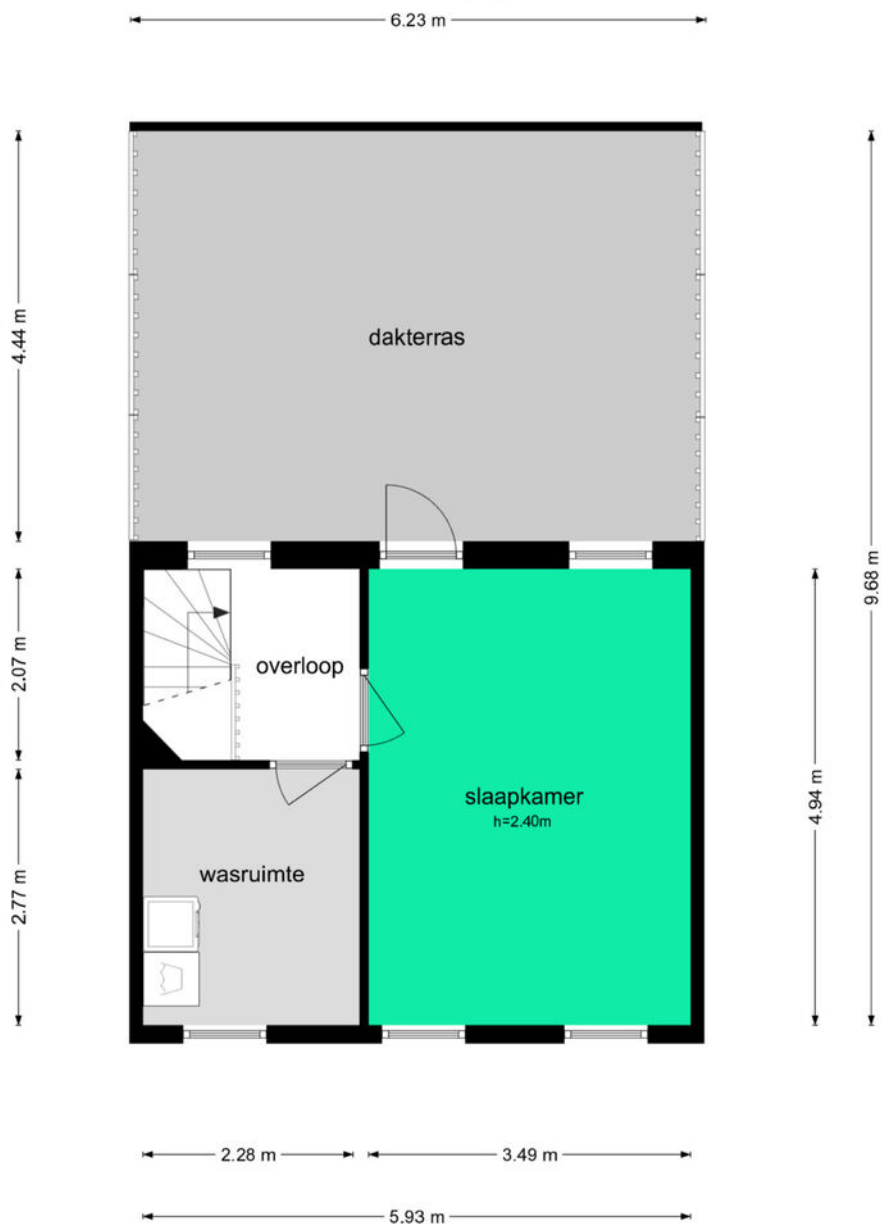 6.23 m
4.44 m
dakterras
9.68 m
2.07 m
overloop
4.94 m
slaapkamer
h=2.40m
2.77 m
wasruimte
2.28 m
3.49 m
5.93 m